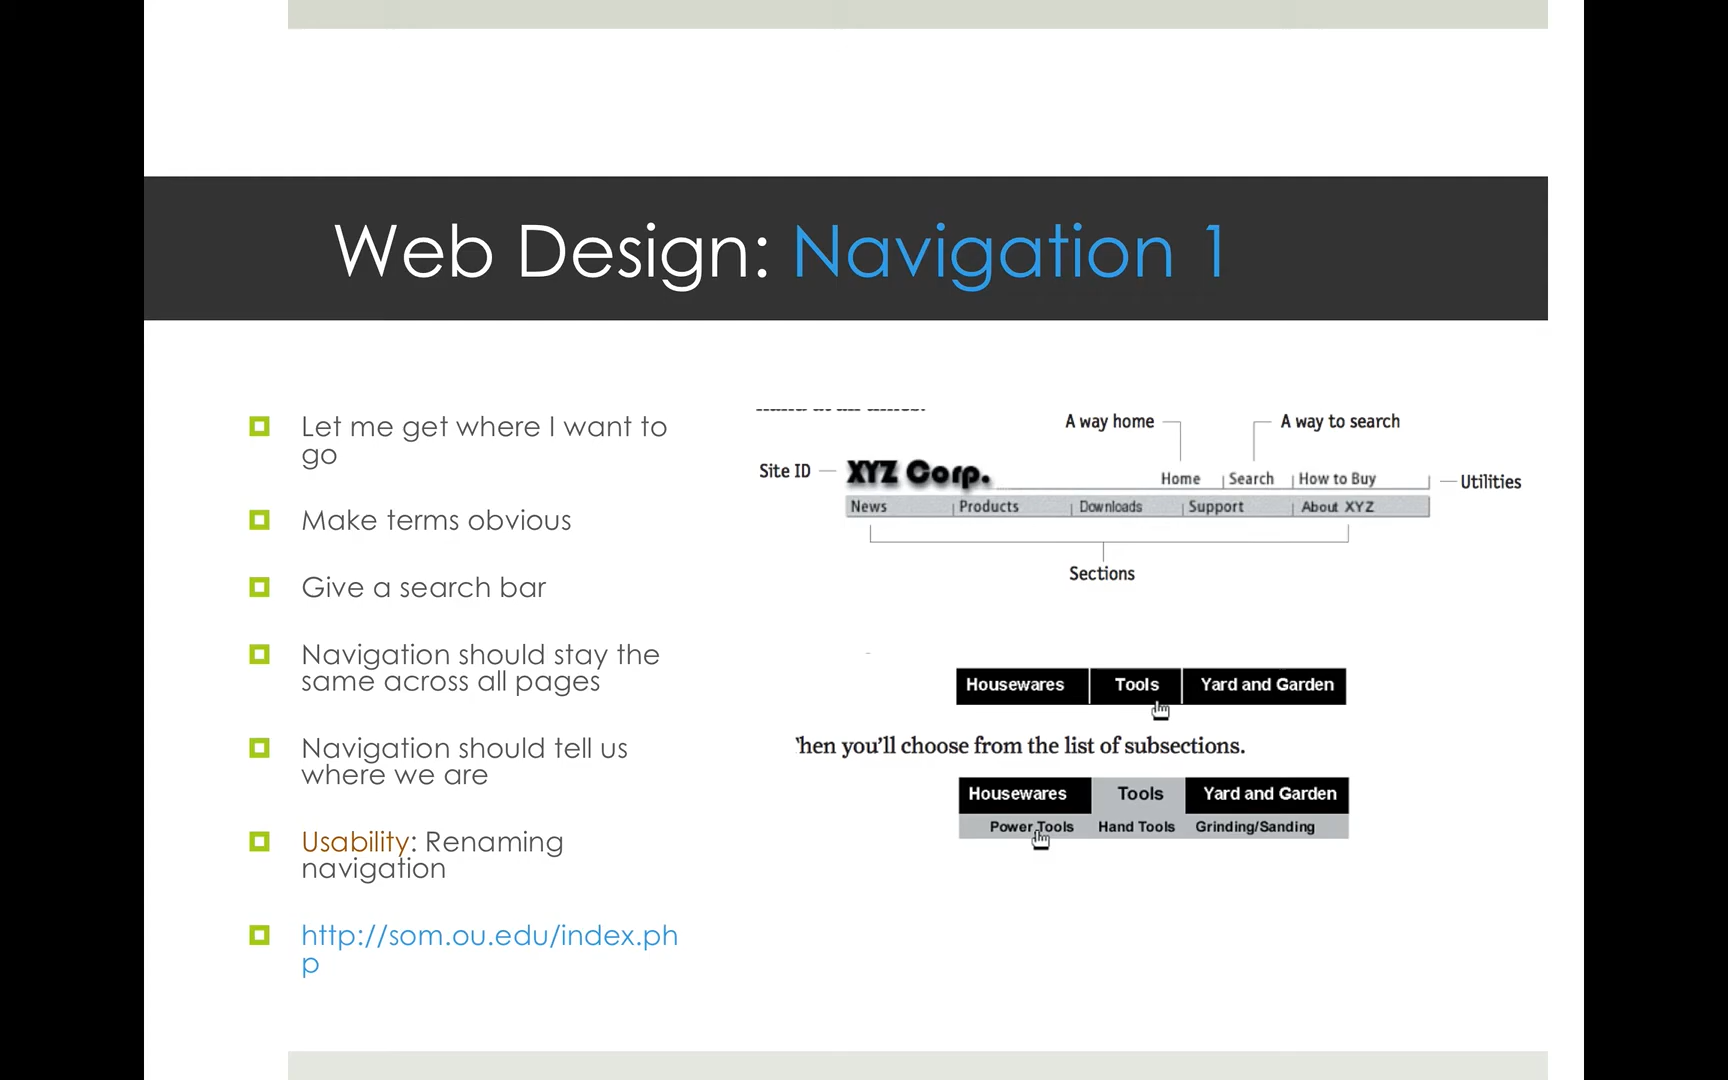 Web Design: Navigation 1
Let me get where I want to
go
Make terms obvious
Give a search bar
Navigation should stay the
same across all pages
Navigation should tell us
where we are
Usability: Renaming
navigation
http://som.ou.edu/index.ph
p
A way home
A way to search
Site ID
XYZ Corp.
Home
Search
How to Buy
Utilities
News
Products
Downloads
Support
About XYZ
Sections
Housewares
Tools
Yard and Garden
hen you'll choose from the list of subsections.
Housewares
Tools
Yard and Garden
Power Tools
Hand Tools
Grinding/Sanding